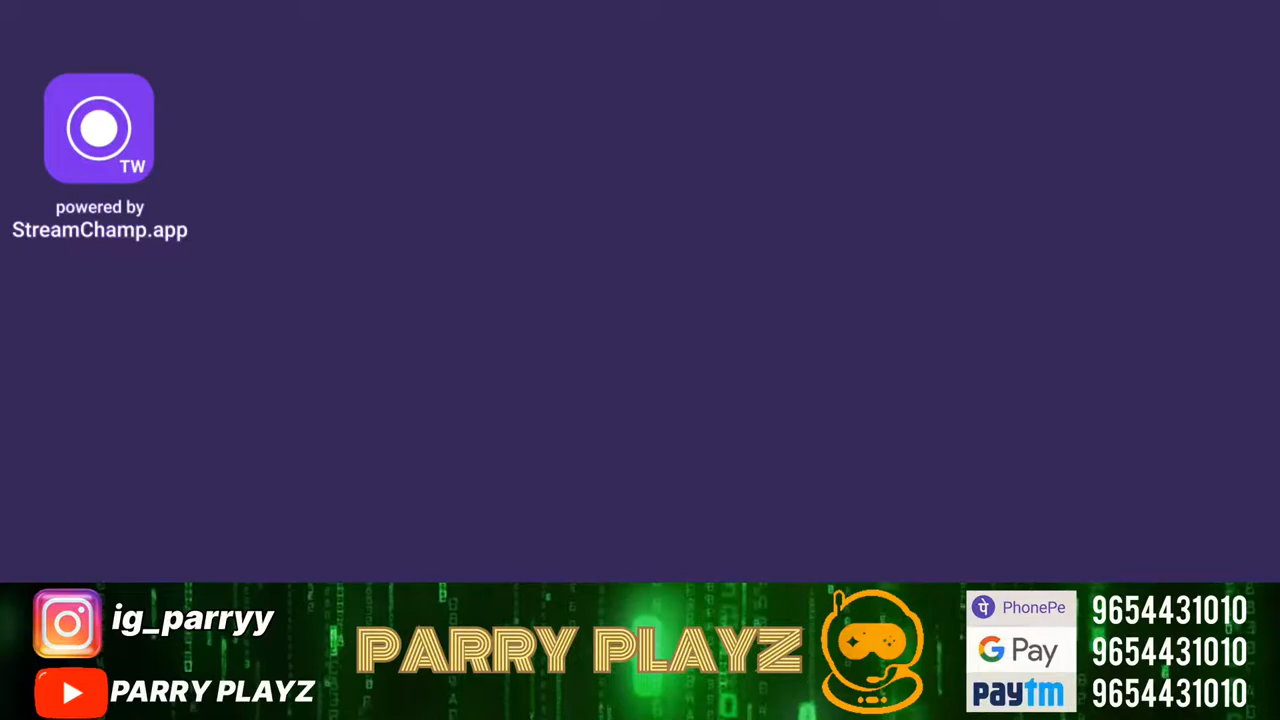 TW
powered by
StreamChamp.app
ig_parryy
PARRY PLAYZ
PARRY PLAYZ
PhonePe 9654431010
G Pay 9654431010
paytm 9654431010